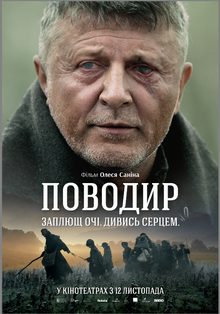 Фільм Олеся Саніна
ПОВОДИР
ЗАПЛЮЩ ОЧІ. ДИВИСЬ СЕРЦЕМ.
У КІНОТЕАТРАХ З 12 ЛИСТОПАДА